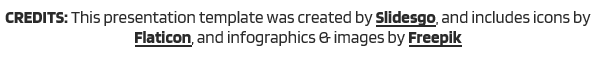 CREDITS: This presentation template was created by Slidesgo, and includes icons by
Flaticon, and infographics & images by Freepik